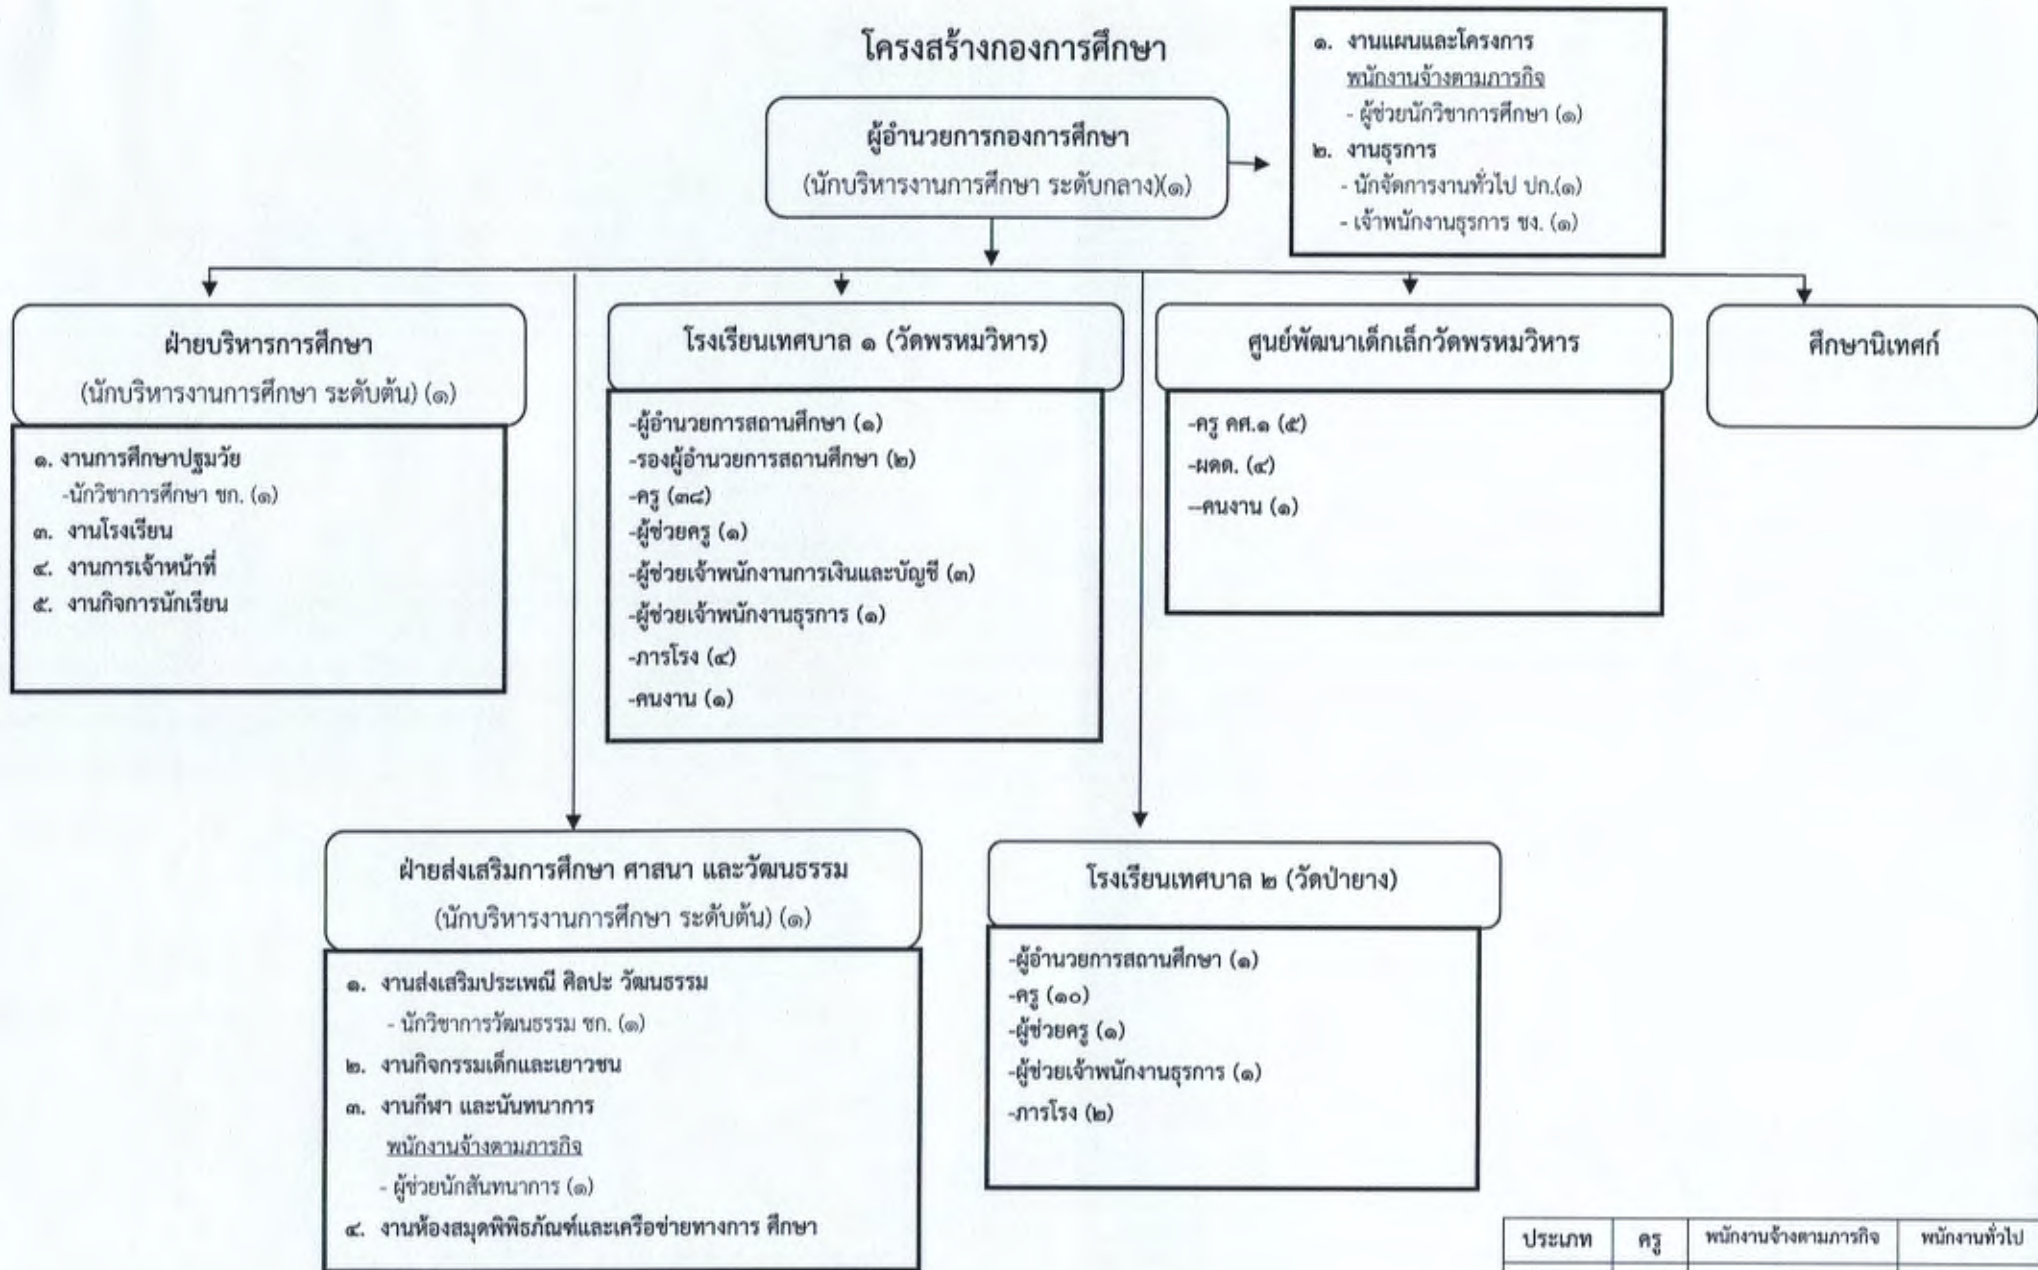 โครงสร้างกองการศึกษา
ผู้อำนวยการกองการศึกษา
(นักบริหารงานการศึกษา ระดับกลาง)(๑)
๑. งานแผนและโครงการ
พนักงานจ้างตามภารกิจ
- ผู้ช่วยนักวิชาการศึกษา (๑)
๒. งานธุรการ
- นักจัดการงานทั่วไป ปก.(๑)
- เจ้าพนักงานธุรการ ชง. (๑)
ฝ่ายบริหารการศึกษา
(นักบริหารงานการศึกษา ระดับต้น) (๑)
๑. งานการศึกษาปฐมวัย
-นักวิชาการศึกษา ชก. (๑)
๓. งานโรงเรียน
๔. งานการเจ้าหน้าที่
๕. งานกิจการนักเรียน
โรงเรียนเทศบาล ๑ (วัดพรหมวิหาร)
-ผู้อำนวยการสถานศึกษา (๑)
-รองผู้อำนวยการสถานศึกษา (๒)
-ครู (๓๘)
-ผู้ช่วยครู (๑)
-ผู้ช่วยเจ้าพนักงานการเงินและบัญชี (๓)
-ผู้ช่วยเจ้าพนักงานธุรการ (๑)
-ภารโรง (๔)
-คนงาน (๑)
ศูนย์พัฒนาเด็กเล็กวัดพรหมวิหาร
-ครู คศ.๑ (๕)
-ผดด. (๔)
--คนงาน (๑)
ศึกษานิเทศก์
ฝ่ายส่งเสริมการศึกษา ศาสนา และวัฒนธรรม
(นักบริหารงานการศึกษา ระดับต้น) (๑)
๑. งานส่งเสริมประเพณี ศิลปะ วัฒนธรรม
- นักวิชาการวัฒนธรรม ชก. (๑)
๒. งานกิจกรรมเด็กและเยาวชน
๓. งานกีฬา และนันทนาการ
พนักงานจ้างตามภารกิจ
- ผู้ช่วยนักสันทนาการ (๑)
๔. งานห้องสมุดพิพิธภัณฑ์และเครือข่ายทางการ ศึกษา
โรงเรียนเทศบาล ๒ (วัดป่ายาง)
-ผู้อำนวยการสถานศึกษา (๑)
-ครู (๑๐)
-ผู้ช่วยครู (๑)
-ผู้ช่วยเจ้าพนักงานธุรการ (๑)
-ภารโรง (๒)
ประเภท ครู พนักงานจ้างตามภารกิจ พนักงานทั่วไป